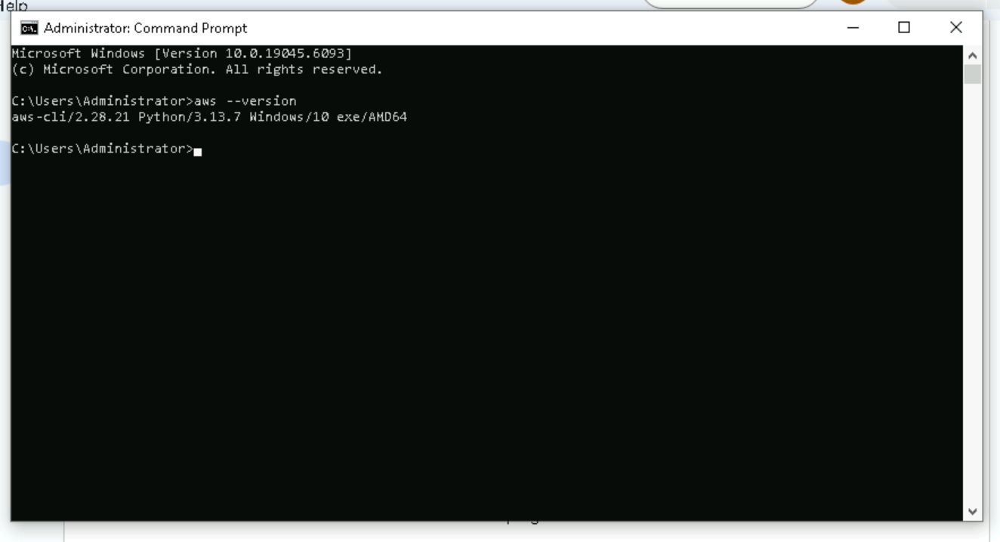 Help
Administrator: Command Prompt
Microsoft Windows [Version 10.0.19045.6093]
(c) Microsoft Corporation. All rights reserved.
C:\Users\Administrator>aws --version
aws-cli/2.28.21 Python/3.13.7 Windows/10 exe/AMD64
C:\Users\Administrator>